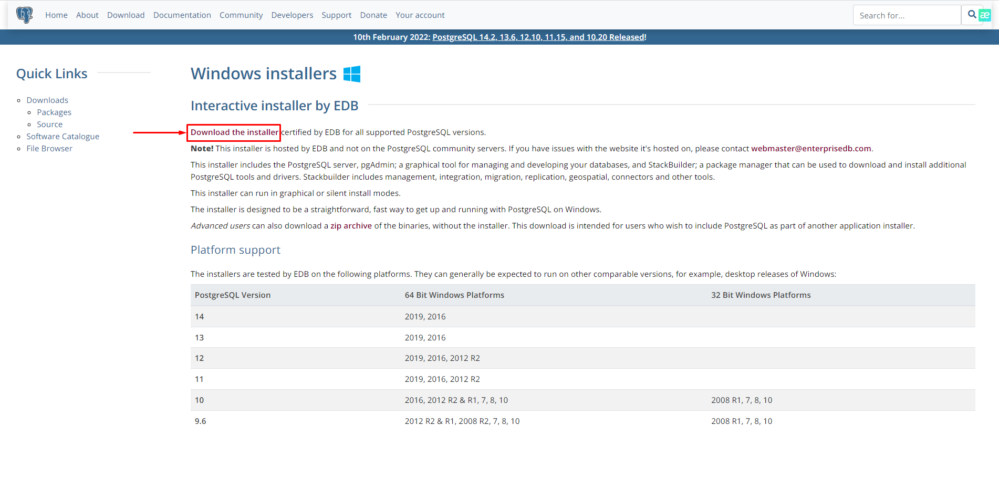 Home About Download Documentation Community Developers Support Donate Your account Search for... æ
10th February 2022: PostgreSQL 14.2, 13.6, 12.10, 11.15, and 10.20 Released!
Quick Links
Downloads
Packages
Source
Software Catalogue
File Browser
Windows installers
Interactive installer by EDB
Download the installer certified by EDB for all supported PostgreSQL versions.
Note! This installer is hosted by EDB and not on the PostgreSQL community servers. If you have issues with the website it's hosted on, please contact webmaster@enterprisedb.com.
This installer includes the PostgreSQL server, pgAdmin; a graphical tool for managing and developing your databases, and StackBuilder; a package manager that can be used to download and install additional
PostgreSQL tools and drivers. Stackbuilder includes management, integration, migration, replication, geospatial, connectors and other tools.
This installer can run in graphical or silent install modes.
The installer is designed to be a straightforward, fast way to get up and running with PostgreSQL on Windows.
Advanced users can also download a zip archive of the binaries, without the installer. This download is intended for users who wish to include PostgreSQL as part of another application installer.
Platform support
The installers are tested by EDB on the following platforms. They can generally be expected to run on other comparable versions, for example, desktop releases of Windows:
PostgreSQL Version 64 Bit Windows Platforms 32 Bit Windows Platforms
14 2019, 2016
13 2019, 2016
12 2019, 2016, 2012 R2
11 2019, 2016, 2012 R2
10 2016, 2012 R2 & R1, 7, 8, 10 2008 R1, 7, 8, 10
9.6 2012 R2 & R1, 2008 R2, 7, 8, 10 2008 R1, 7, 8, 10